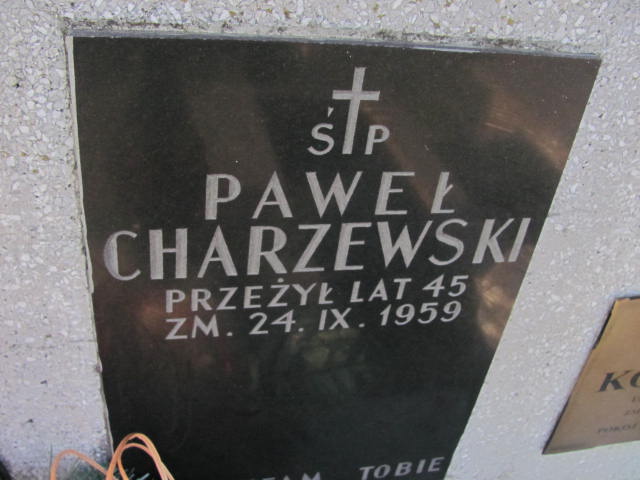 ŚP
PAWEŁ
CHARZEWSKI
PRZEŻYŁ LAT 45
ZM. 24. IX. 1959
TOBIE